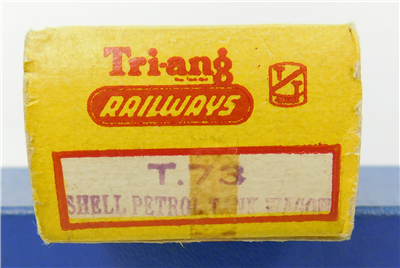 Tri-ang
RAILWAYS
T.73
SHELL PETROL TANK WAGON